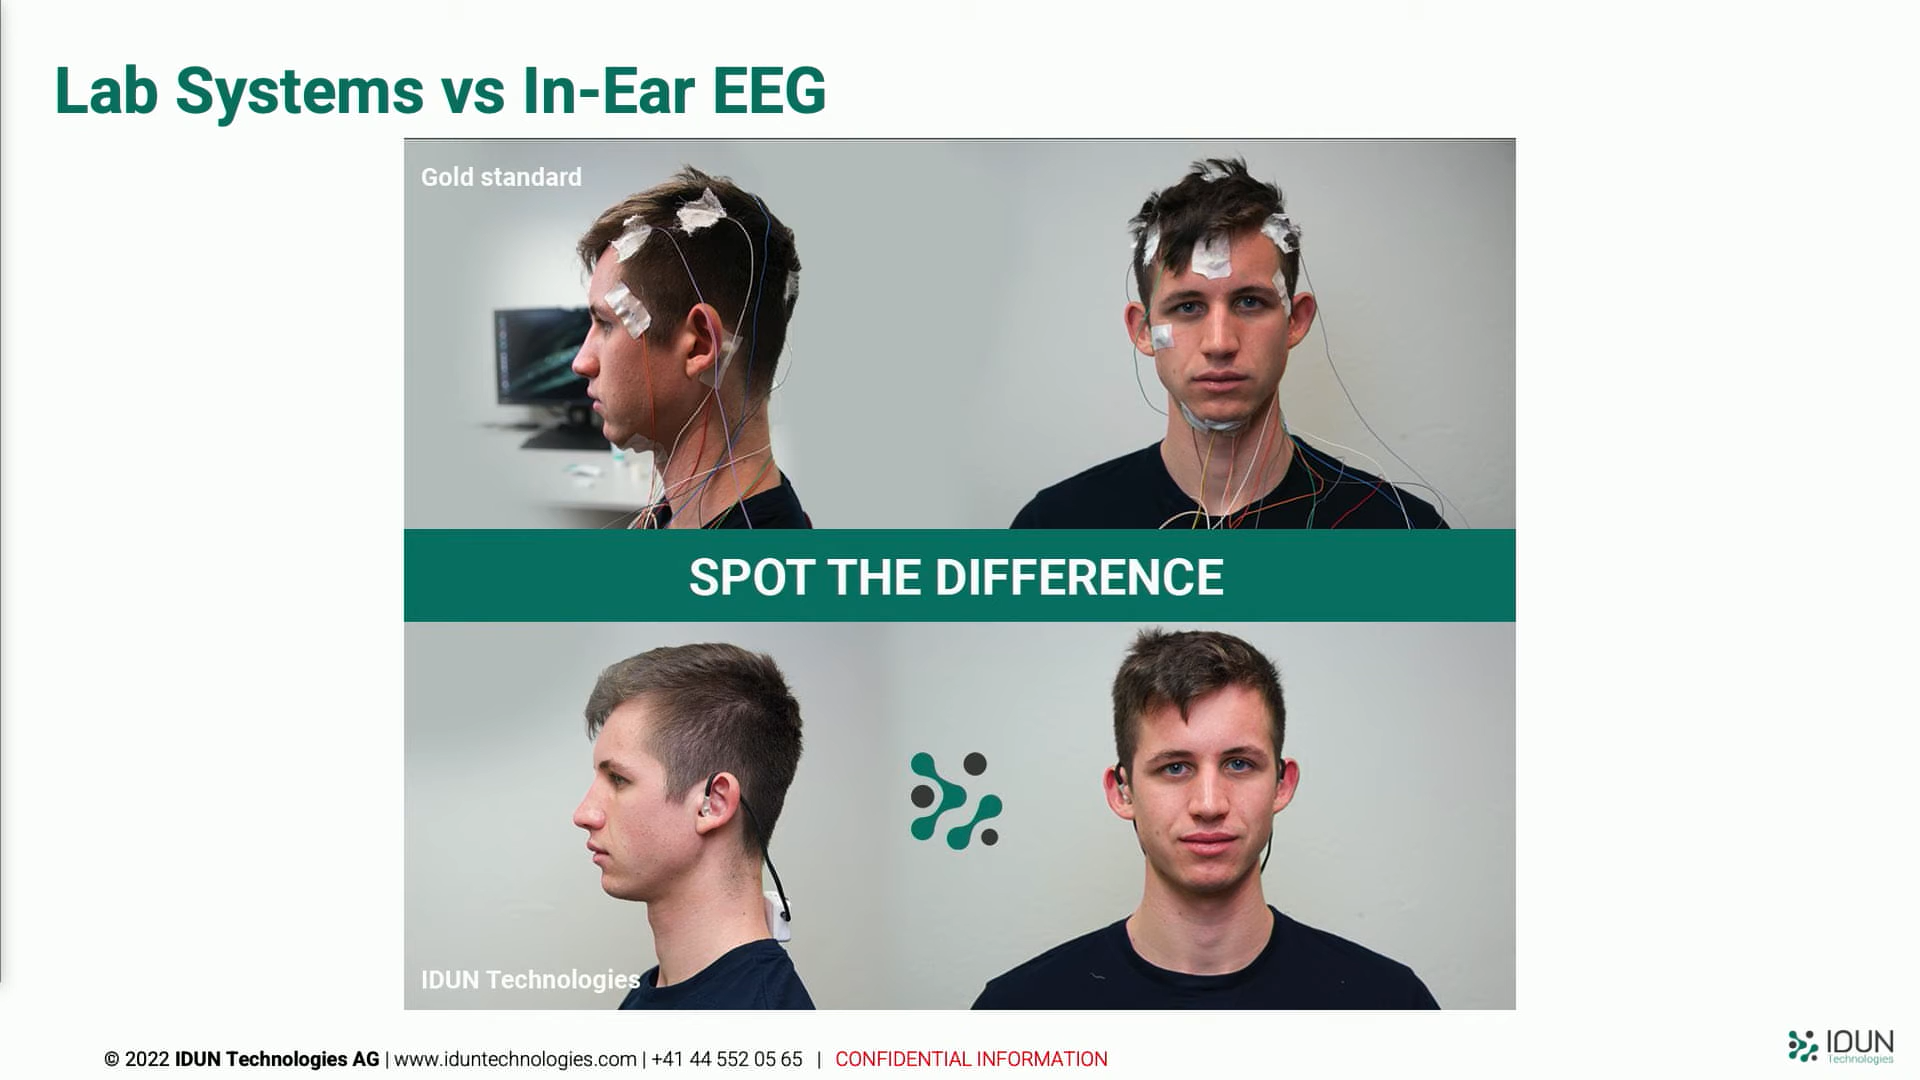 Lab Systems vs In-Ear EEG
Gold standard
SPOT THE DIFFERENCE
IDUN Technologies
© 2022 IDUN Technologies AG | www.iduntechnologies.com | +41 44 552 05 65 | CONFIDENTIAL INFORMATION
IDUN
Technologies